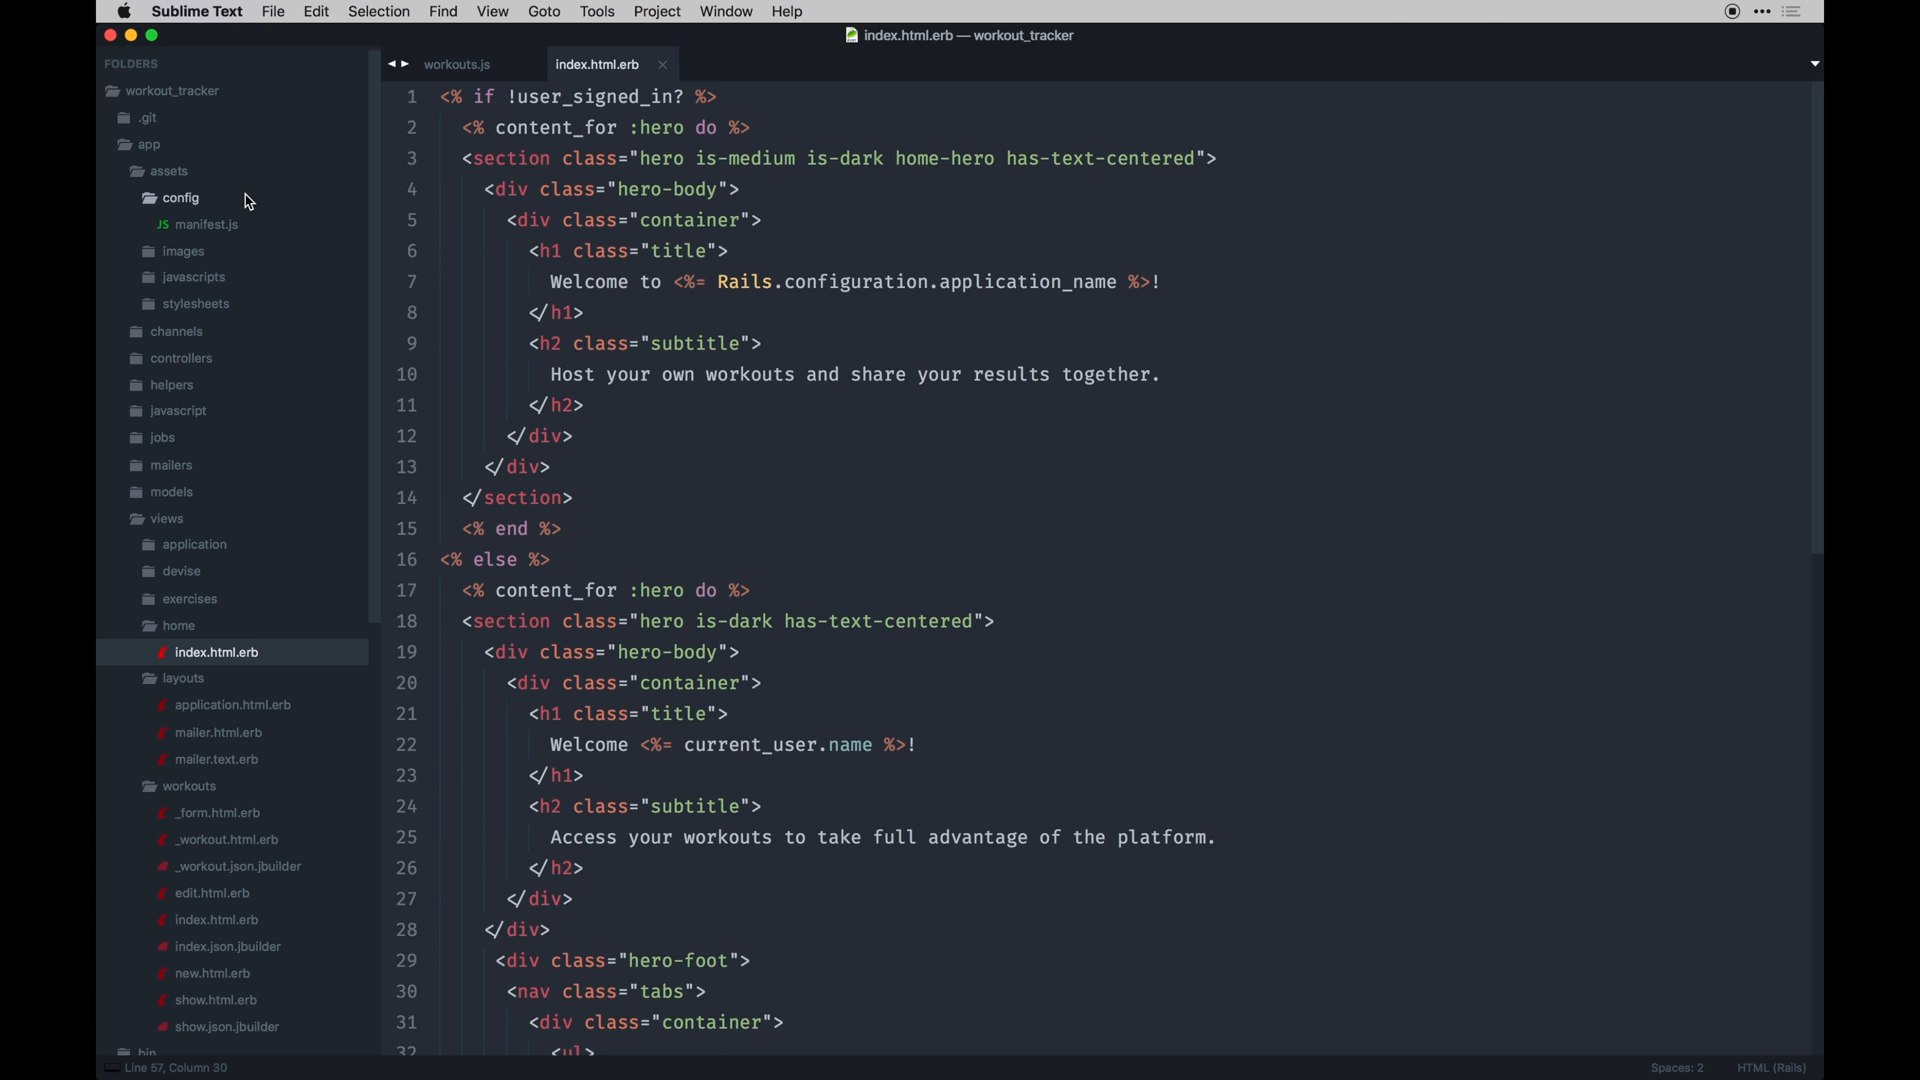 Sublime Text File Edit Selection Find View Goto Tools Project Window Help
index.html.erb — workout_tracker
FOLDERS
workout_tracker
.git
app
assets
config
JS manifest.js
images
javascripts
stylesheets
channels
controllers
helpers
javascript
jobs
mailers
models
views
application
devise
exercises
home
index.html.erb
layouts
application.html.erb
mailer.html.erb
mailer.text.erb
workouts
_form.html.erb
_workout.html.erb
_workout.json.jbuilder
edit.html.erb
index.html.erb
index.json.jbuilder
new.html.erb
show.html.erb
show.json.jbuilder
bin
workouts.js index.html.erb
1 <% if !user_signed_in? %>
2 <% content_for :hero do %>
3 <section class="hero is-medium is-dark home-hero has-text-centered">
4 <div class="hero-body">
5 <div class="container">
6 <h1 class="title">
7 Welcome to <%= Rails.configuration.application_name %>!
8 </h1>
9 <h2 class="subtitle">
10 Host your own workouts and share your results together.
11 </h2>
12 </div>
13 </div>
14 </section>
15 <% end %>
16 <% else %>
17 <% content_for :hero do %>
18 <section class="hero is-dark has-text-centered">
19 <div class="hero-body">
20 <div class="container">
21 <h1 class="title">
22 Welcome <%= current_user.name %>!
23 </h1>
24 <h2 class="subtitle">
25 Access your workouts to take full advantage of the platform.
26 </h2>
27 </div>
28 </div>
29 <div class="hero-foot">
30 <nav class="tabs">
31 <div class="container">
32 <ul>
Line 57, Column 30
Spaces: 2 HTML (Rails)